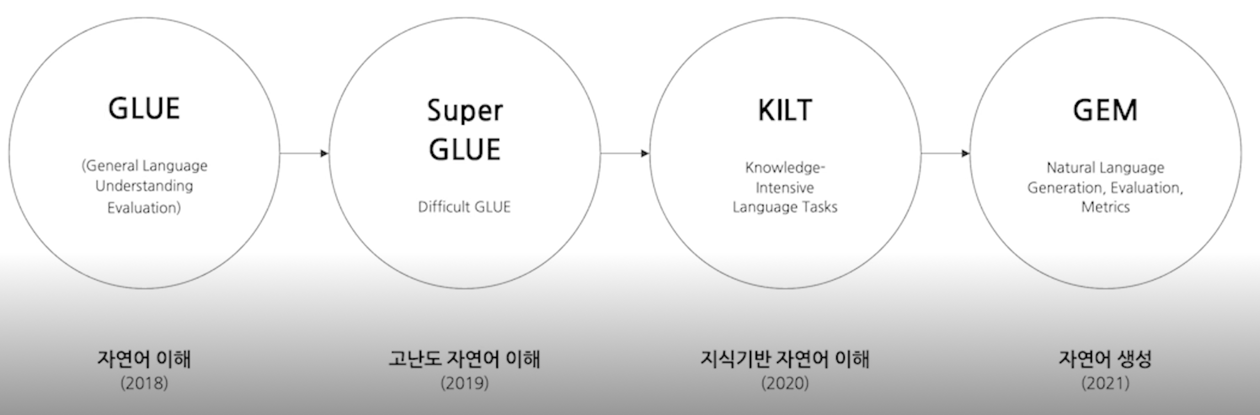 GLUE
(General Language
Understanding
Evaluation)
자연어 이해
(2018)
Super
GLUE
Difficult GLUE
고난도 자연어 이해
(2019)
KILT
Knowledge-
Intensive
Language Tasks
지식기반 자연어 이해
(2020)
GEM
Natural Language
Generation, Evaluation,
Metrics
자연어 생성
(2021)